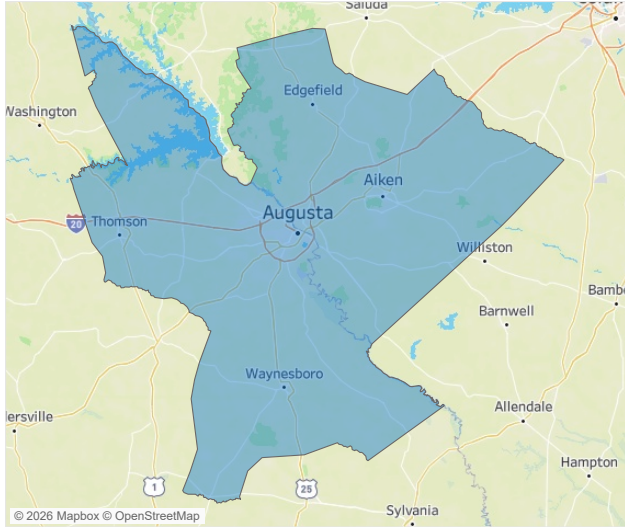 Saluda
Edgefield
Washington
Aiken
Augusta
20
Thomson
Williston
Bamb
Barnwell
Waynesboro
Allendale
lersville
Hampton
1
25
Sylvania
© 2026 Mapbox © OpenStreetMap